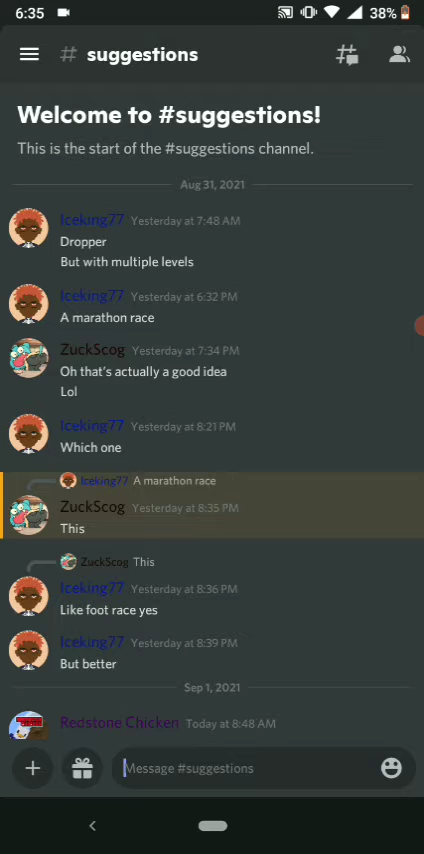 6:35
38%
# suggestions
Welcome to #suggestions!
This is the start of the #suggestions channel.
Aug 31, 2021
Iceking77 Yesterday at 7:48 AM
Dropper
But with multiple levels
Iceking77 Yesterday at 6:32 PM
A marathon race
ZuckScog Yesterday at 7:34 PM
Oh that's actually a good idea
Lol
Iceking77 Yesterday at 8:21 PM
Which one
Iceking77 A marathon race
ZuckScog Yesterday at 8:35 PM
This
ZuckScog This
Iceking77 Yesterday at 8:36 PM
Like foot race yes
Iceking77 Yesterday at 8:39 PM
But better
Sep 1, 2021
Redstone Chicken Today at 8:48 AM
Message #suggestions